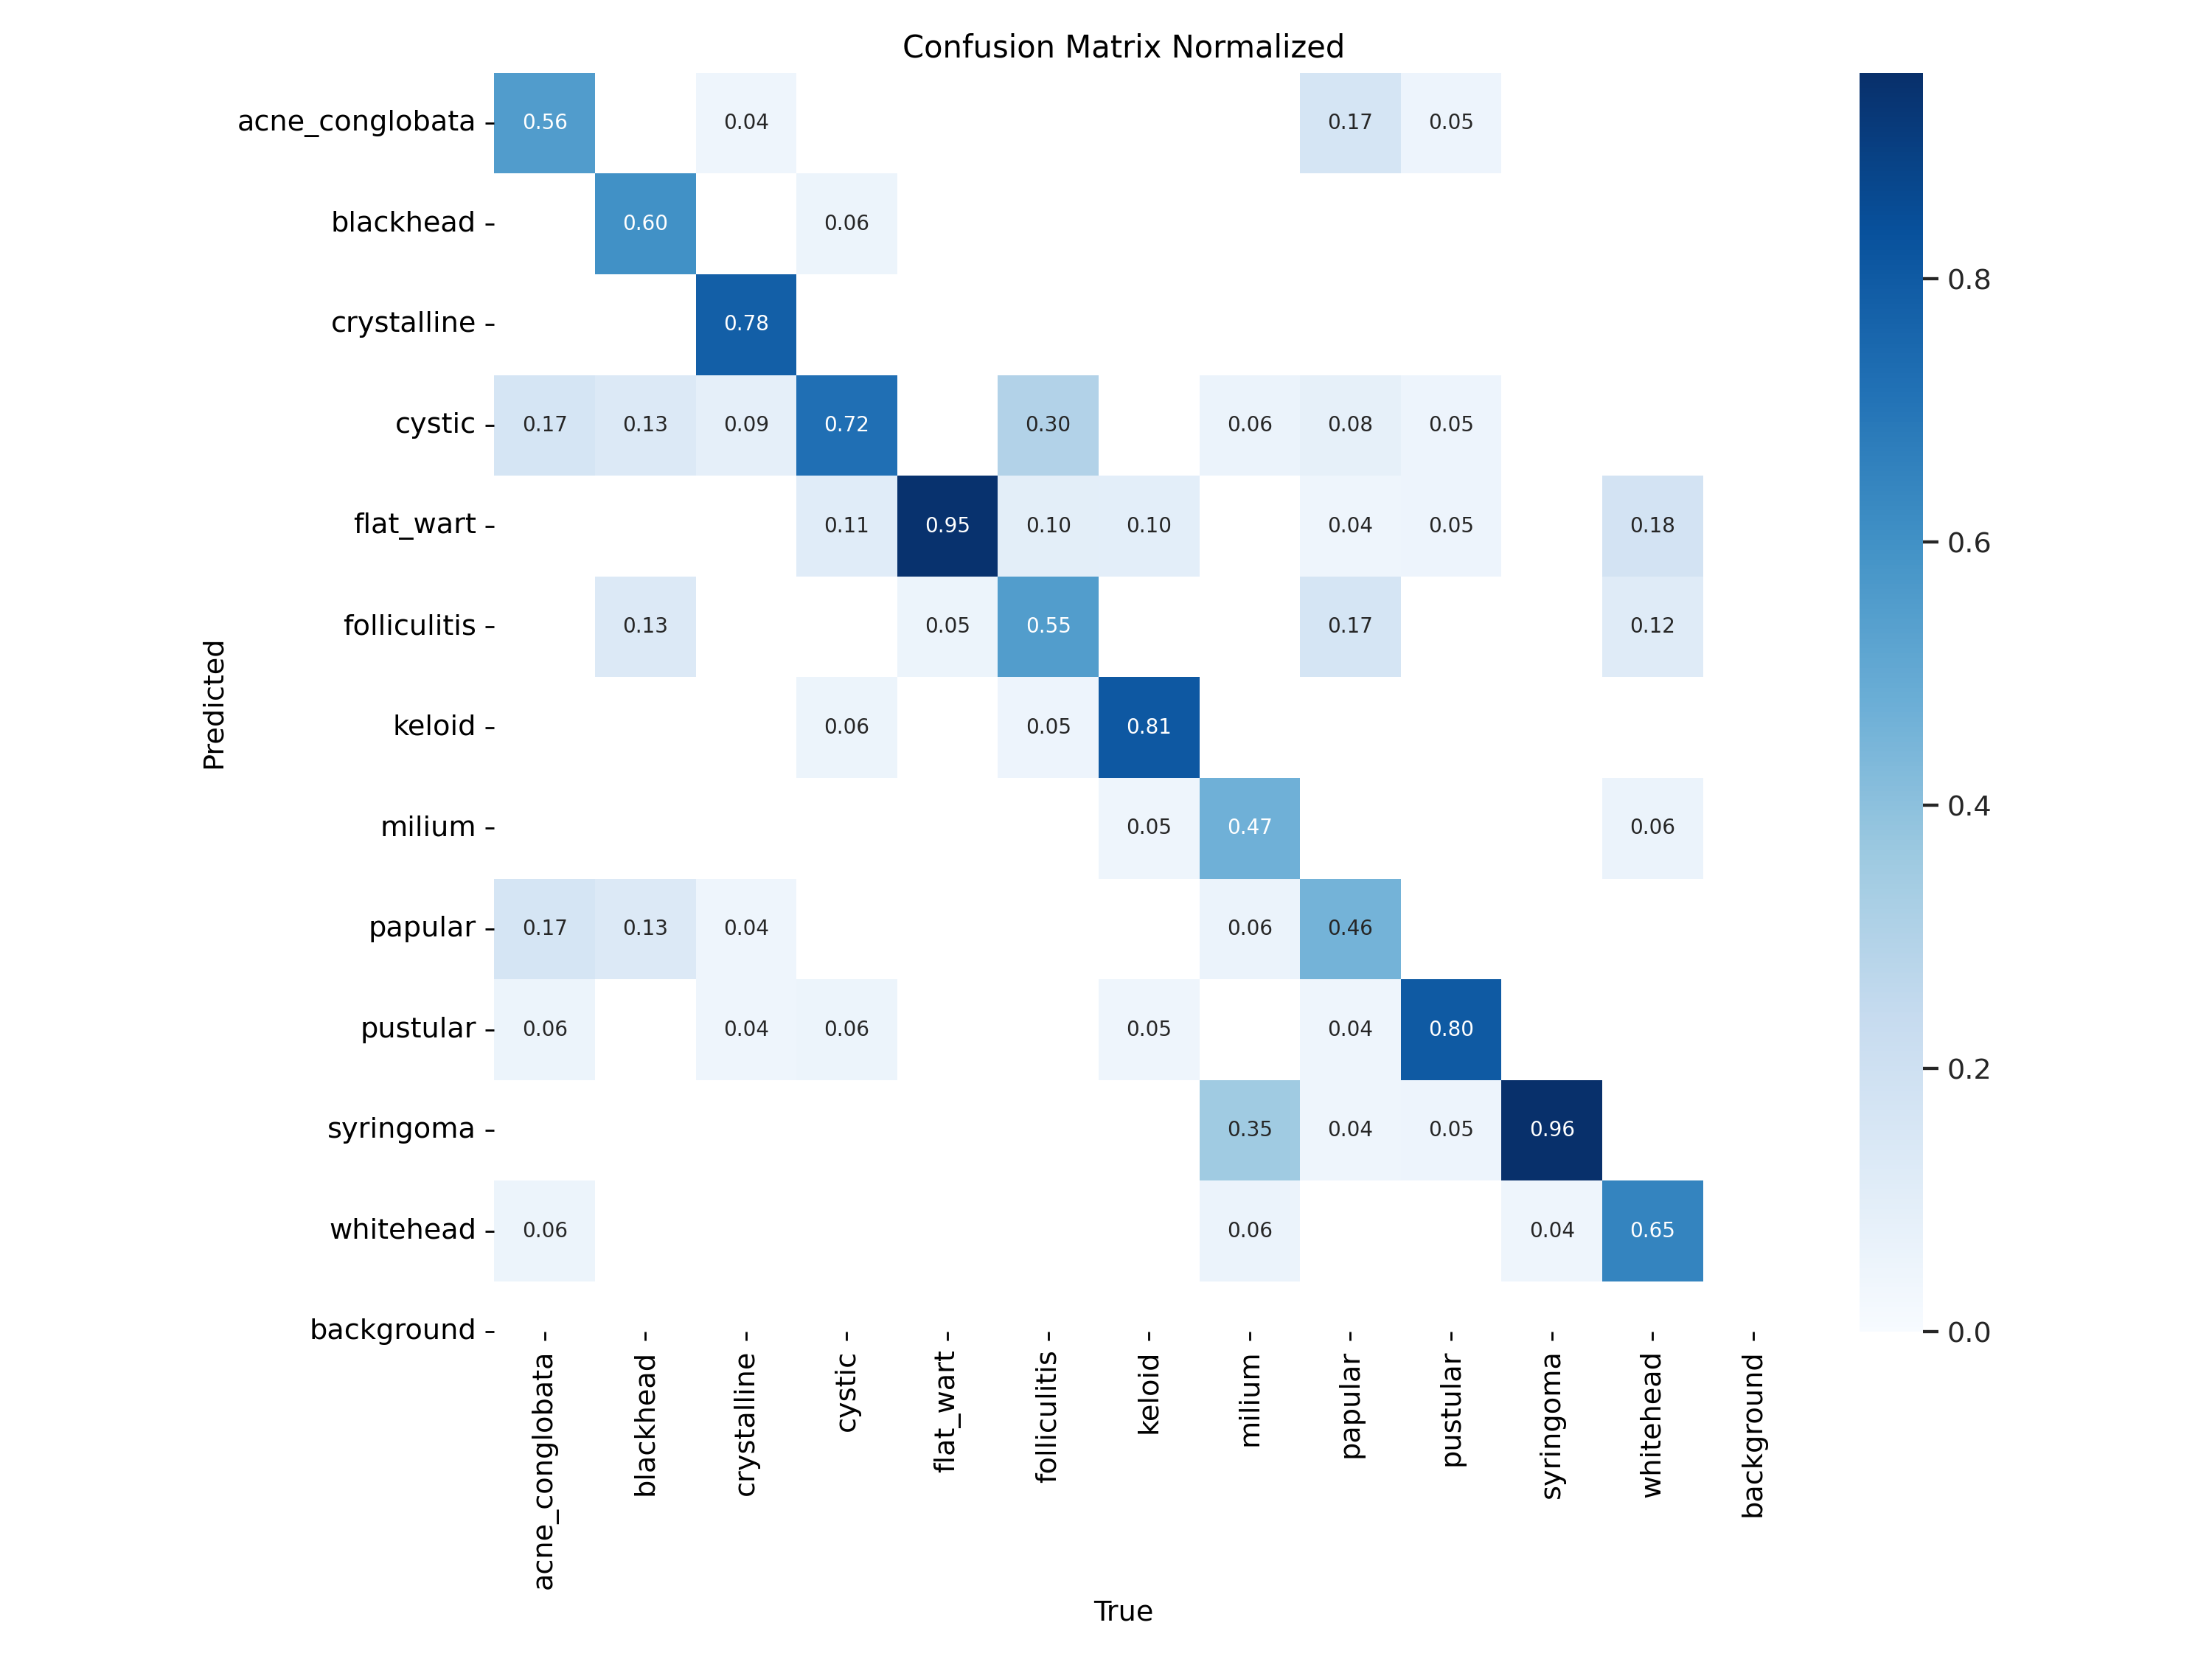 Confusion Matrix Normalized
acne_conglobata 0.56 0.04 0.17 0.05
blackhead 0.60 0.06
crystalline 0.78
cystic 0.17 0.13 0.09 0.72 0.30 0.06 0.08 0.05
flat_wart 0.11 0.95 0.10 0.10 0.04 0.05 0.18
folliculitis 0.13 0.05 0.55 0.17 0.12
keloid 0.06 0.05 0.81
milium 0.05 0.47 0.06
papular 0.17 0.13 0.04 0.06 0.46
pustular 0.06 0.04 0.06 0.05 0.04 0.80
syringoma 0.35 0.04 0.05 0.96
whitehead 0.06 0.06 0.04 0.65
background
Predicted
acne_conglobata
blackhead
crystalline
cystic
flat_wart
folliculitis
keloid
milium
papular
pustular
syringoma
whitehead
background
True
0.8
0.6
0.4
0.2
0.0